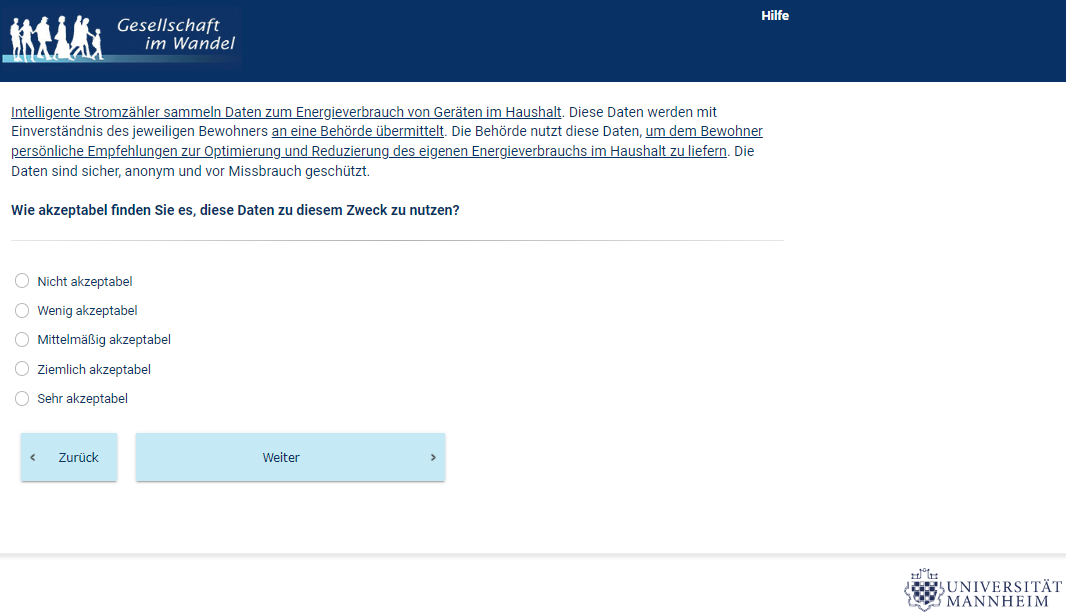 Gesellschaft
im Wandel
Hilfe
Intelligente Stromzähler sammeln Daten zum Energieverbrauch von Geräten im Haushalt. Diese Daten werden mit
Einverständnis des jeweiligen Bewohners an eine Behörde übermittelt. Die Behörde nutzt diese Daten, um dem Bewohner
persönliche Empfehlungen zur Optimierung und Reduzierung des eigenen Energieverbrauchs im Haushalt zu liefern. Die
Daten sind sicher, anonym und vor Missbrauch geschützt.
Wie akzeptabel finden Sie es, diese Daten zu diesem Zweck zu nutzen?
Nicht akzeptabel
Wenig akzeptabel
Mittelmäßig akzeptabel
Ziemlich akzeptabel
Sehr akzeptabel
‹ Zurück
Weiter ›
UNIVERSITÄT
MANNHEIM